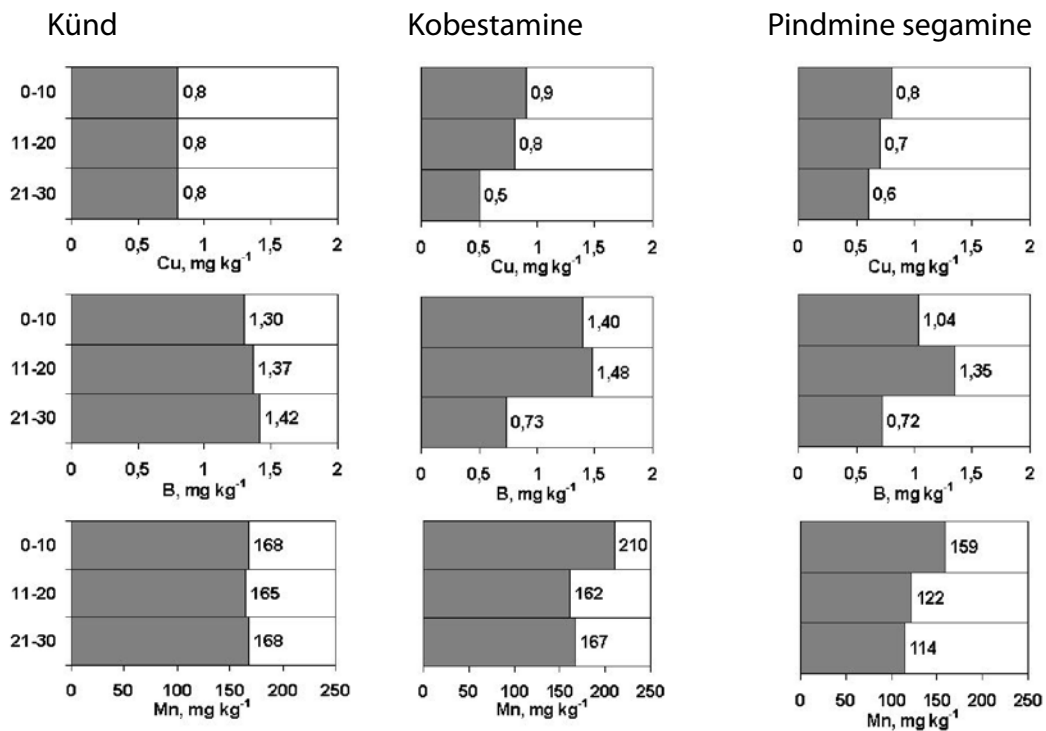 Künd Kobestamine Pindmine segamine
0-10 0,8 0,9 0,8
11-20 0,8 0,8 0,7
21-30 0,8 0,5 0,6
0 0,5 1 1,5 2 0 0,5 1 1,5 2 0 0,5 1 1,5 2
Cu, mg kg⁻¹ Cu, mg kg⁻¹ Cu, mg kg⁻¹
0-10 1,30 1,40 1,04
11-20 1,37 1,48 1,35
21-30 1,42 0,73 0,72
0 0,5 1 1,5 2 0 0,5 1 1,5 2 0 0,5 1 1,5 2
B, mg kg⁻¹ B, mg kg⁻¹ B, mg kg⁻¹
0-10 168 210 159
11-20 165 162 122
21-30 168 167 114
0 50 100 150 200 250 0 50 100 150 200 250 0 50 100 150 200 250
Mn, mg kg⁻¹ Mn, mg kg⁻¹ Mn, mg kg⁻¹